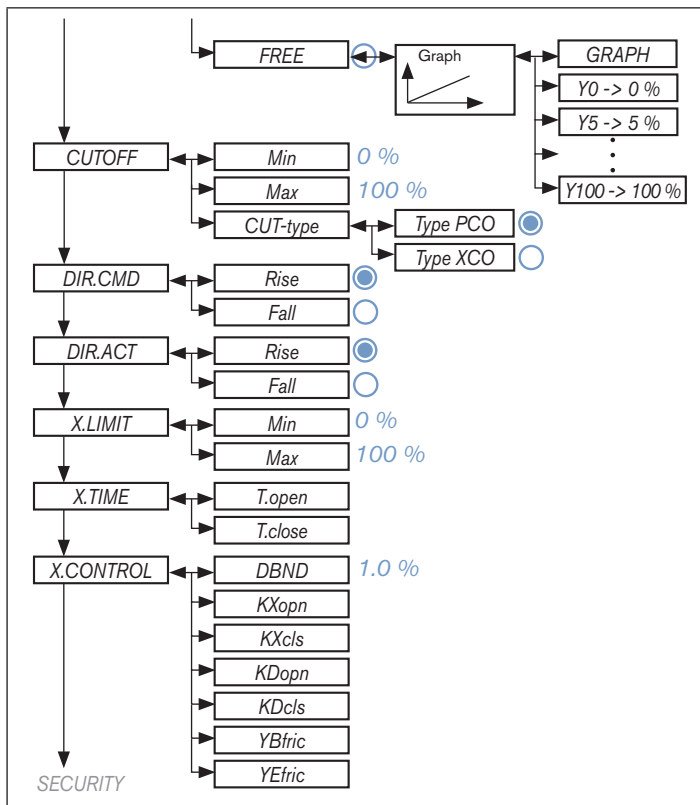 FREE
Graph
GRAPH
Y0 -> 0 %
Y5 -> 5 %
Y100 -> 100 %
CUTOFF
Min 0 %
Max 100 %
CUT-type
Type PCO
Type XCO
DIR.CMD
Rise
Fall
DIR.ACT
Rise
Fall
X.LIMIT
Min 0 %
Max 100 %
X.TIME
T.open
T.close
X.CONTROL
DBND 1.0 %
KXopn
KXcls
KDopn
KDcls
YBfric
YEfric
SECURITY